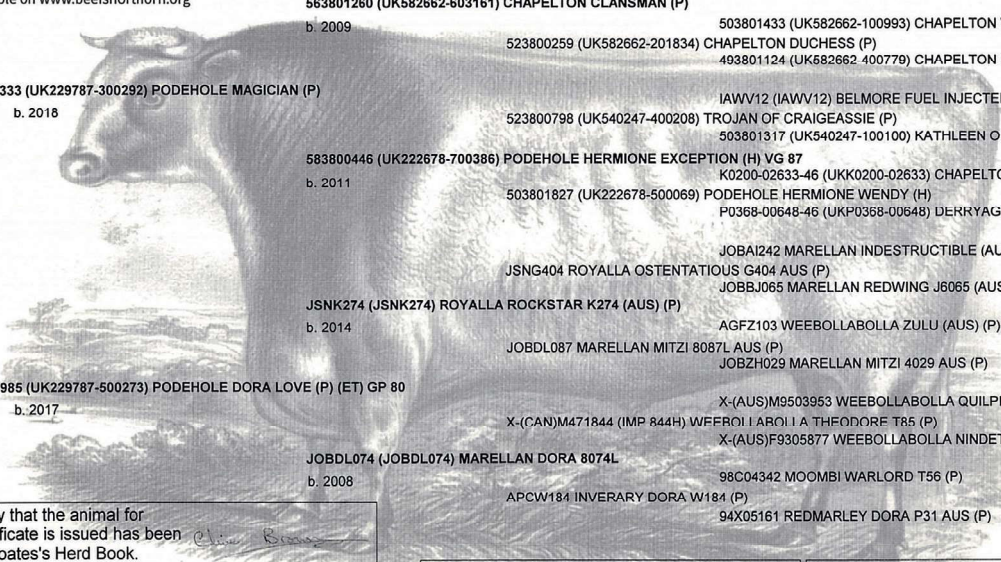 on www.beefshorthorn.org
563801260 (UK582662-603161) CHAPELTON CLANSMAN (P)
b. 2009
503801433 (UK582662-100993) CHAPELTON
523800259 (UK582662-201834) CHAPELTON DUCHESS (P)
493801124 (UK582662 400779) CHAPELTON
333 (UK229787-300292) PODEHOLE MAGICIAN (P)
b. 2018
IAWV12 (IAWV12) BELMORE FUEL INJECTE
523800798 (UK540247-400208) TROJAN OF CRAIGEASSIE (P)
503801317 (UK540247-100100) KATHLEEN O
583800446 (UK222678-700386) PODEHOLE HERMIONE EXCEPTION (H) VG 87
b. 2011
K0200-02633-46 (UKK0200-02633) CHAPELTO
503801827 (UK222678-500069) PODEHOLE HERMIONE WENDY (H)
P0368-00648-46 (UKP0368-00648) DERRYAG
JOBAI242 MARELLAN INDESTRUCTIBLE (AU
JSNG404 ROYALLA OSTENTATIOUS G404 AUS (P)
JOBBJ065 MARELLAN REDWING J6065 (AUS
JSNK274 (JSNK274) ROYALLA ROCKSTAR K274 (AUS) (P)
b. 2014
AGFZ103 WEEBOLLABOLLA ZULU (AUS) (P)
JOBDL087 MARELLAN MITZI 8087L AUS (P)
JOBZH029 MARELLAN MITZI 4029 AUS (P)
985 (UK229787-500273) PODEHOLE DORA LOVE (P) (ET) GP 80
b. 2017
X-(AUS)M9503953 WEEBOLLABOLLA QUILPI
X-(CAN)M471844 (IMP 844H) WEEBOLLABOLLA THEODORE T85 (P)
X-(AUS)F9305877 WEEBOLLABOLLA NINDET
JOBDL074 (JOBDL074) MARELLAN DORA 8074L
b. 2008
98C04342 MOOMBI WARLORD T56 (P)
APCW184 INVERARY DORA W184 (P)
94X05161 REDMARLEY DORA P31 AUS (P)
y that the animal for
ificate is issued has been
oates's Herd Book.